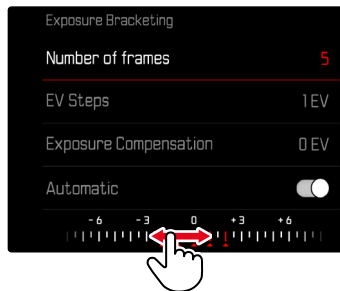 Exposure Bracketing
Number of frames 5
EV Steps 1 EV
Exposure Compensation 0 EV
Automatic
-6 -3 0 +3 +6